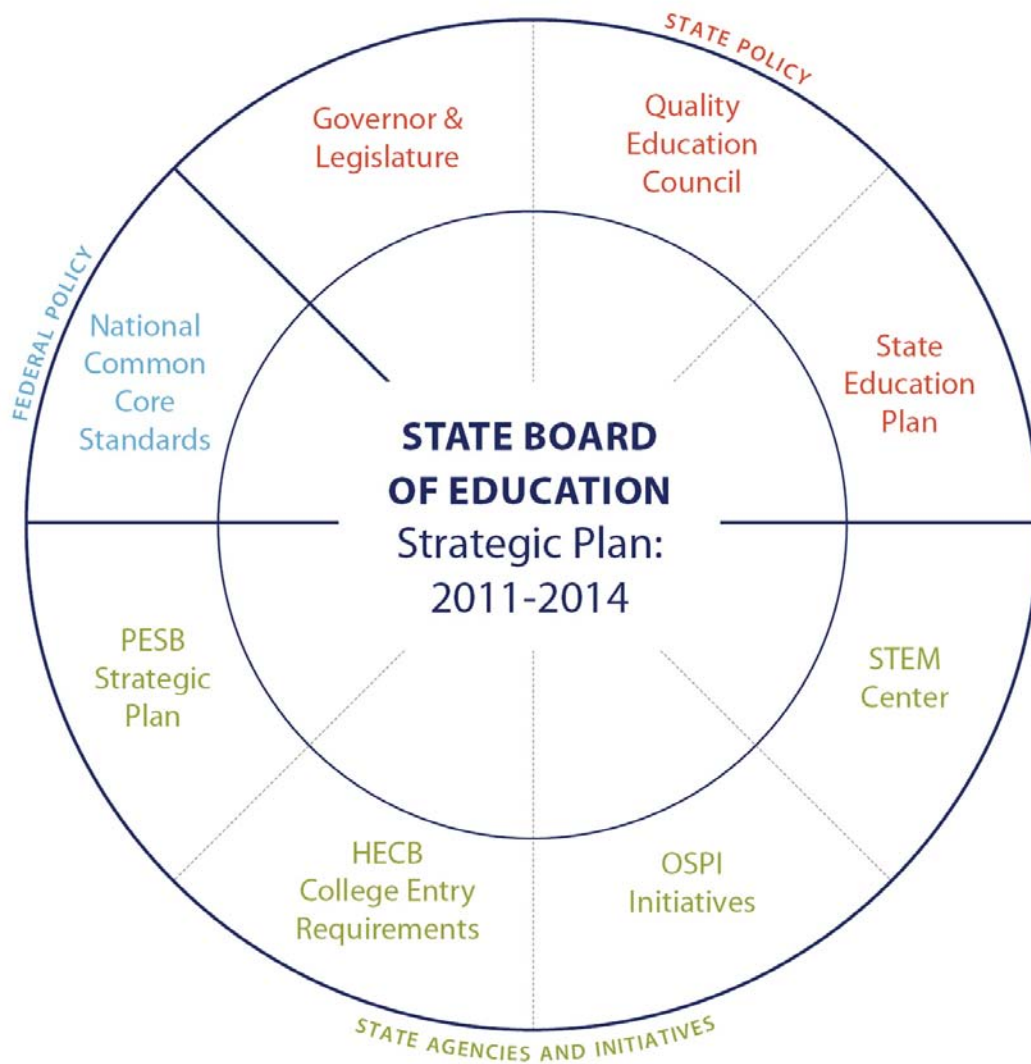 STATE POLICY
Governor &
Legislature
Quality
Education
Council
FEDERAL POLICY
National
Common
Core
Standards
State
Education
Plan
STATE BOARD
OF EDUCATION
Strategic Plan:
2011-2014
PESB
Strategic
Plan
STEM
Center
HECB
College Entry
Requirements
OSPI
Initiatives
STATE AGENCIES AND INITIATIVES